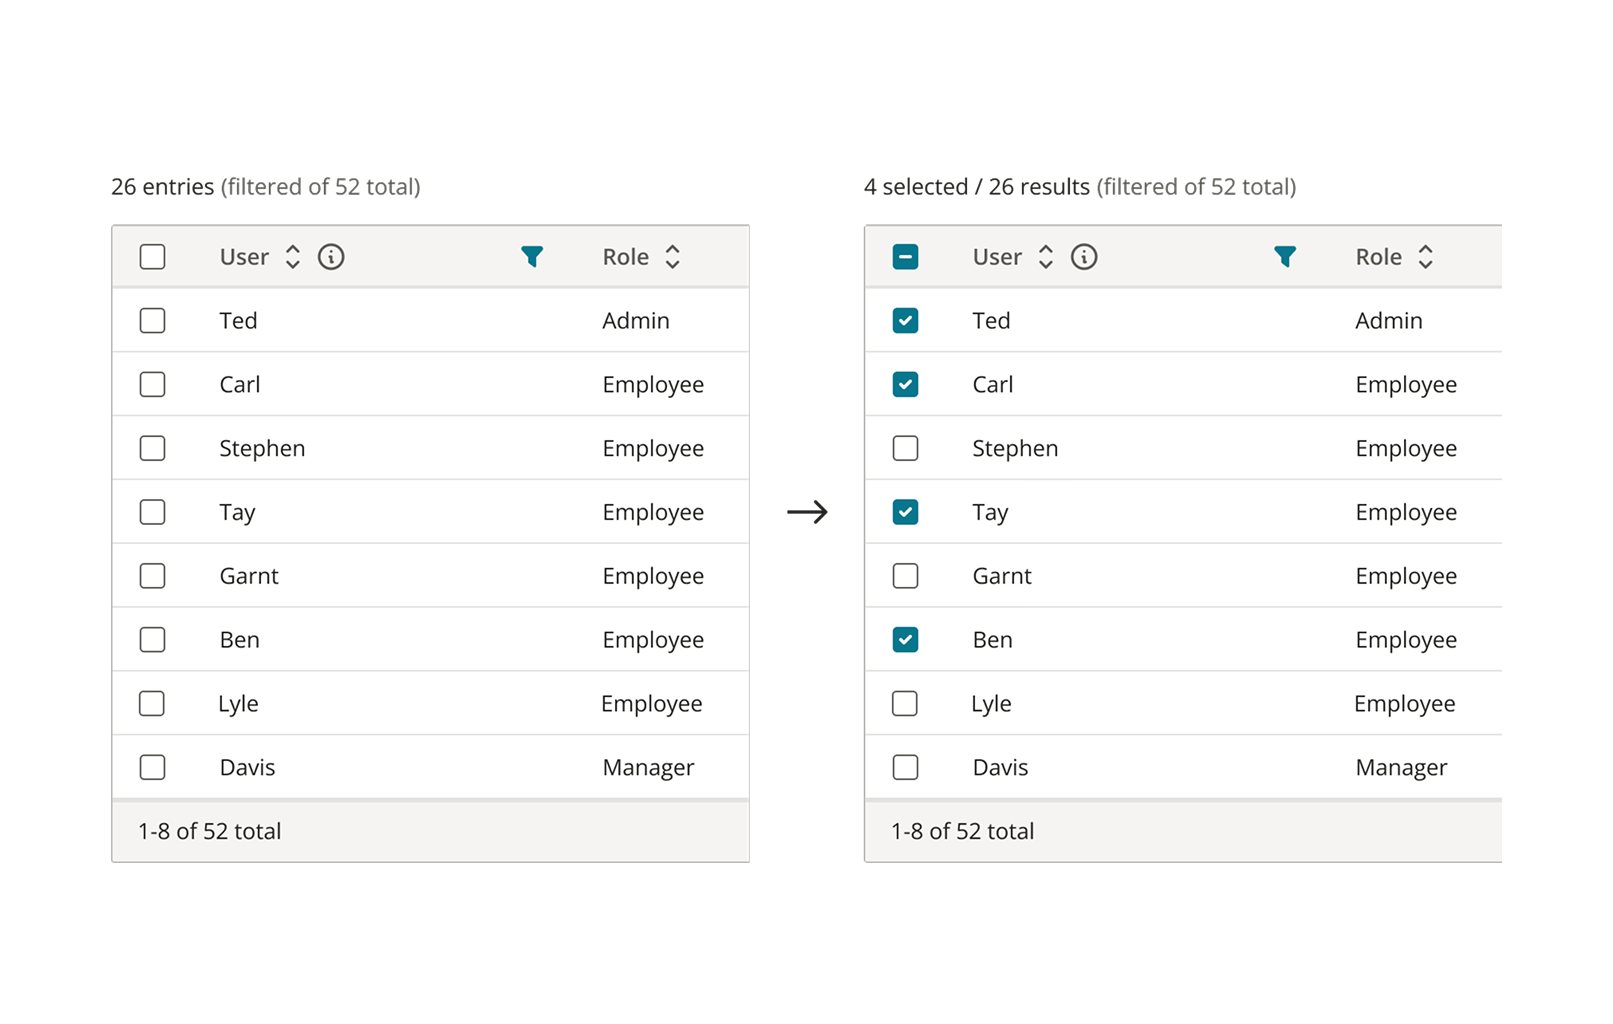 26 entries (filtered of 52 total)
User Role
Ted Admin
Carl Employee
Stephen Employee
Tay Employee
Garnt Employee
Ben Employee
Lyle Employee
Davis Manager
1-8 of 52 total
4 selected / 26 results (filtered of 52 total)
User Role
Ted Admin
Carl Employee
Stephen Employee
Tay Employee
Garnt Employee
Ben Employee
Lyle Employee
Davis Manager
1-8 of 52 total